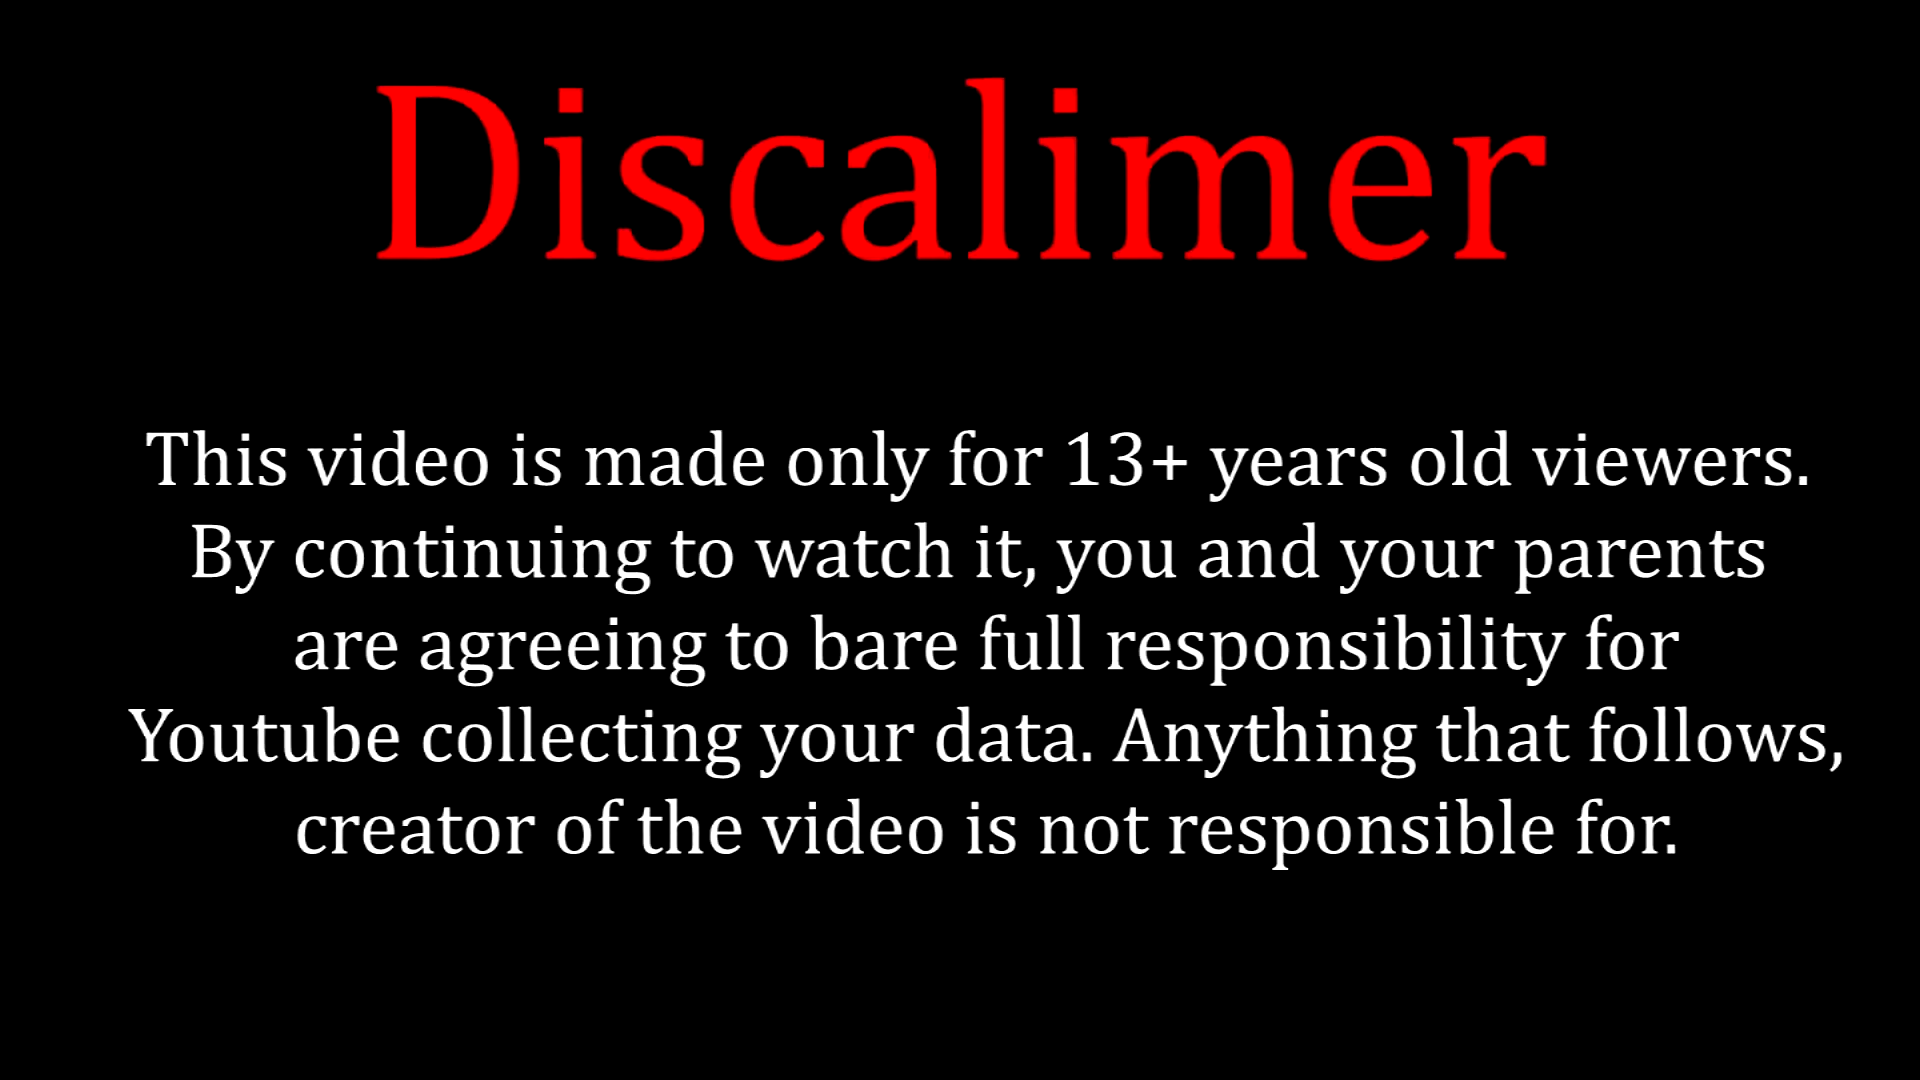 Discalimer
This video is made only for 13+ years old viewers.
By continuing to watch it, you and your parents
are agreeing to bare full responsibility for
Youtube collecting your data. Anything that follows,
creator of the video is not responsible for.